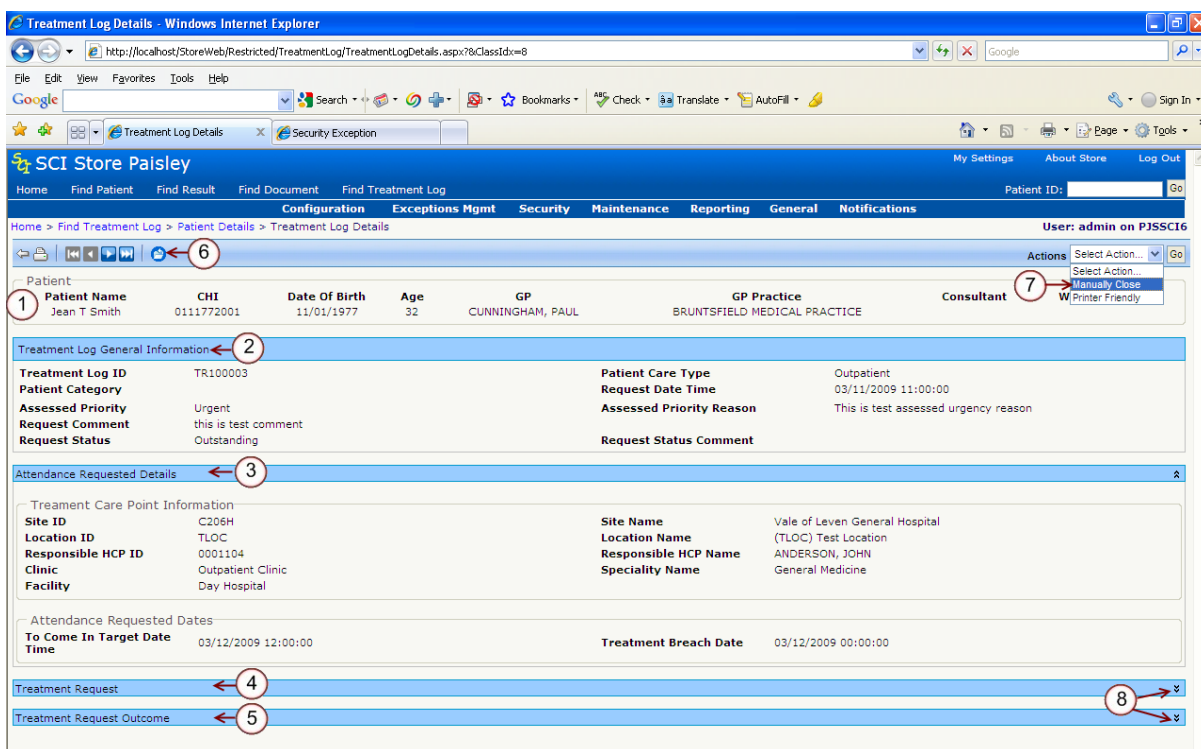 Treatment Log Details - Windows Internet Explorer
http://localhost/StoreWeb/Restricted/TreatmentLog/TreatmentLogDetails.aspx?&ClassIdx=8
Google
File Edit View Favorites Tools Help
Google Search Bookmarks ABC Check Translate AutoFill Sign In
Treatment Log Details X Security Exception Page Tools
SCI Store Paisley My Settings About Store Log Out
Home Find Patient Find Result Find Document Find Treatment Log Patient ID: Go
Configuration Exceptions Mgmt Security Maintenance Reporting General Notifications
Home > Find Treatment Log > Patient Details > Treatment Log Details User: admin on PJSSCI6
6 Actions Select Action... Go
Select Action...
7 Manually Close
Printer Friendly
Patient
1 Patient Name CHI Date Of Birth Age GP GP Practice Consultant W
Jean T Smith 0111772001 11/01/1977 32 CUNNINGHAM, PAUL BRUNTSFIELD MEDICAL PRACTICE
Treatment Log General Information 2
Treatment Log ID TR100003 Patient Care Type Outpatient
Patient Category Request Date Time 03/11/2009 11:00:00
Assessed Priority Urgent Assessed Priority Reason This is test assessed urgency reason
Request Comment this is test comment
Request Status Outstanding Request Status Comment
Attendance Requested Details 3
Treament Care Point Information
Site ID C206H Site Name Vale of Leven General Hospital
Location ID TLOC Location Name (TLOC) Test Location
Responsible HCP ID 0001104 Responsible HCP Name ANDERSON, JOHN
Clinic Outpatient Clinic Speciality Name General Medicine
Facility Day Hospital
Attendance Requested Dates
To Come In Target Date Time 03/12/2009 12:00:00 Treatment Breach Date 03/12/2009 00:00:00
Treatment Request 4
8
Treatment Request Outcome 5